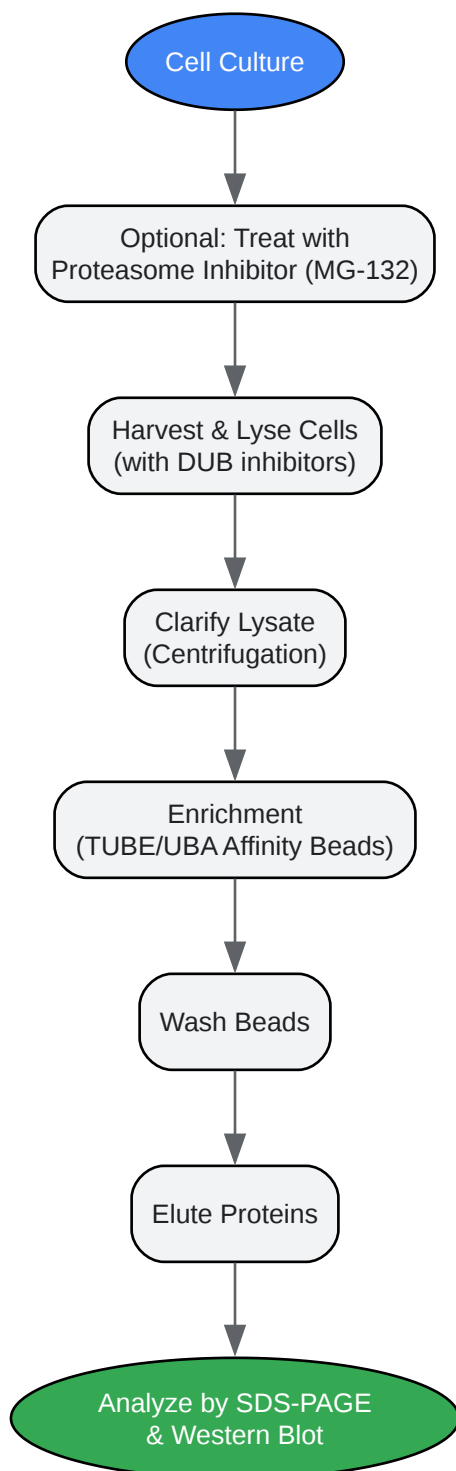 Cell Culture
Optional: Treat with
Proteasome Inhibitor (MG-132)
Harvest & Lyse Cells
(with DUB inhibitors)
Clarify Lysate
(Centrifugation)
Enrichment
(TUBE/UBA Affinity Beads)
Wash Beads
Elute Proteins
Analyze by SDS-PAGE
& Western Blot